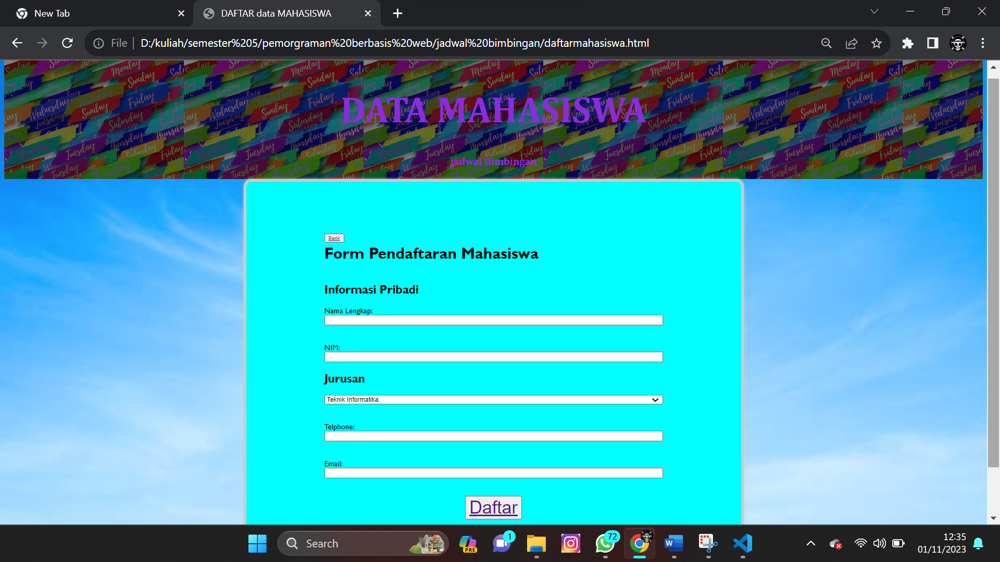 New Tab
DAFTAR data MAHASISWA
File
D:/kuliah/semester%205/pemorgraman%20berbasis%20web/jadwal%20bimbingan/daftarmahasiswa.html
DATA MAHASISWA
jadwal Bimbingan
Back
Form Pendaftaran Mahasiswa
Informasi Pribadi
Nama Lengkap:
NIM:
Jurusan
Teknik Informatika
Telphone:
Email:
Daftar
Search
PRE
1
72
W
12:35
01/11/2023